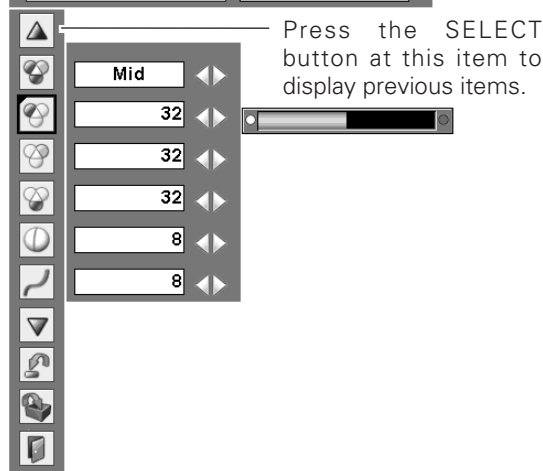 Press the SELECT
button at this item to
display previous items.
Mid
32
32
32
8
8